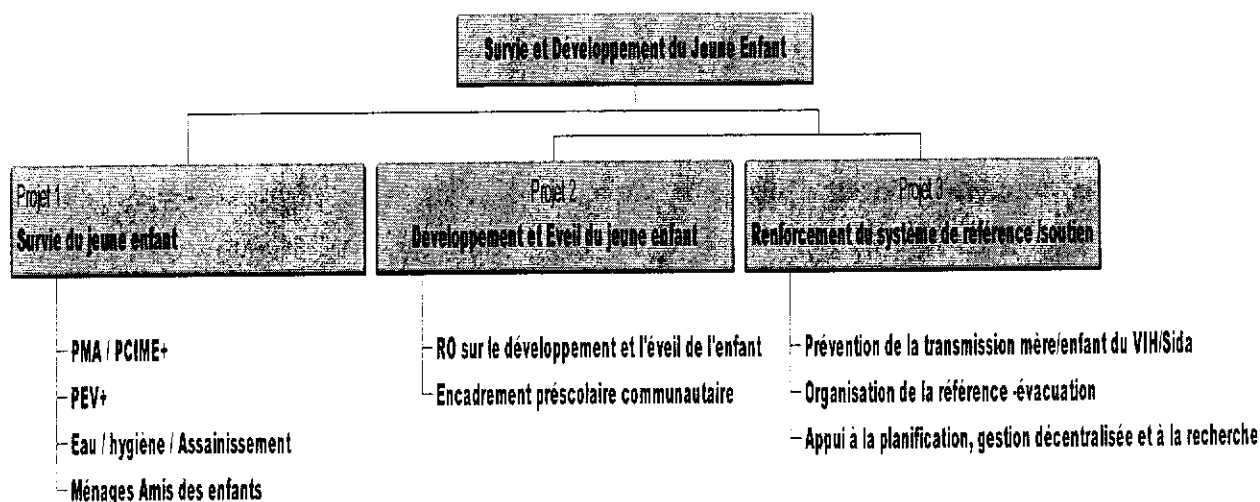 Survie et Développement du Jeune Enfant
Projet 1
Survie du jeune enfant
Projet 2
Développement et Eveil du jeune enfant
Projet 3
Renforcement du système de référence /soutien
PMA / PCIME+
PEV+
Eau / hygiène / Assainissement
Ménages Amis des enfants
RO sur le développement et l'éveil de l'enfant
Encadrement préscolaire communautaire
Prévention de la transmission mère/enfant du VIH/Sida
Organisation de la référence -évacuation
Appui à la planification, gestion décentralisée et à la recherche